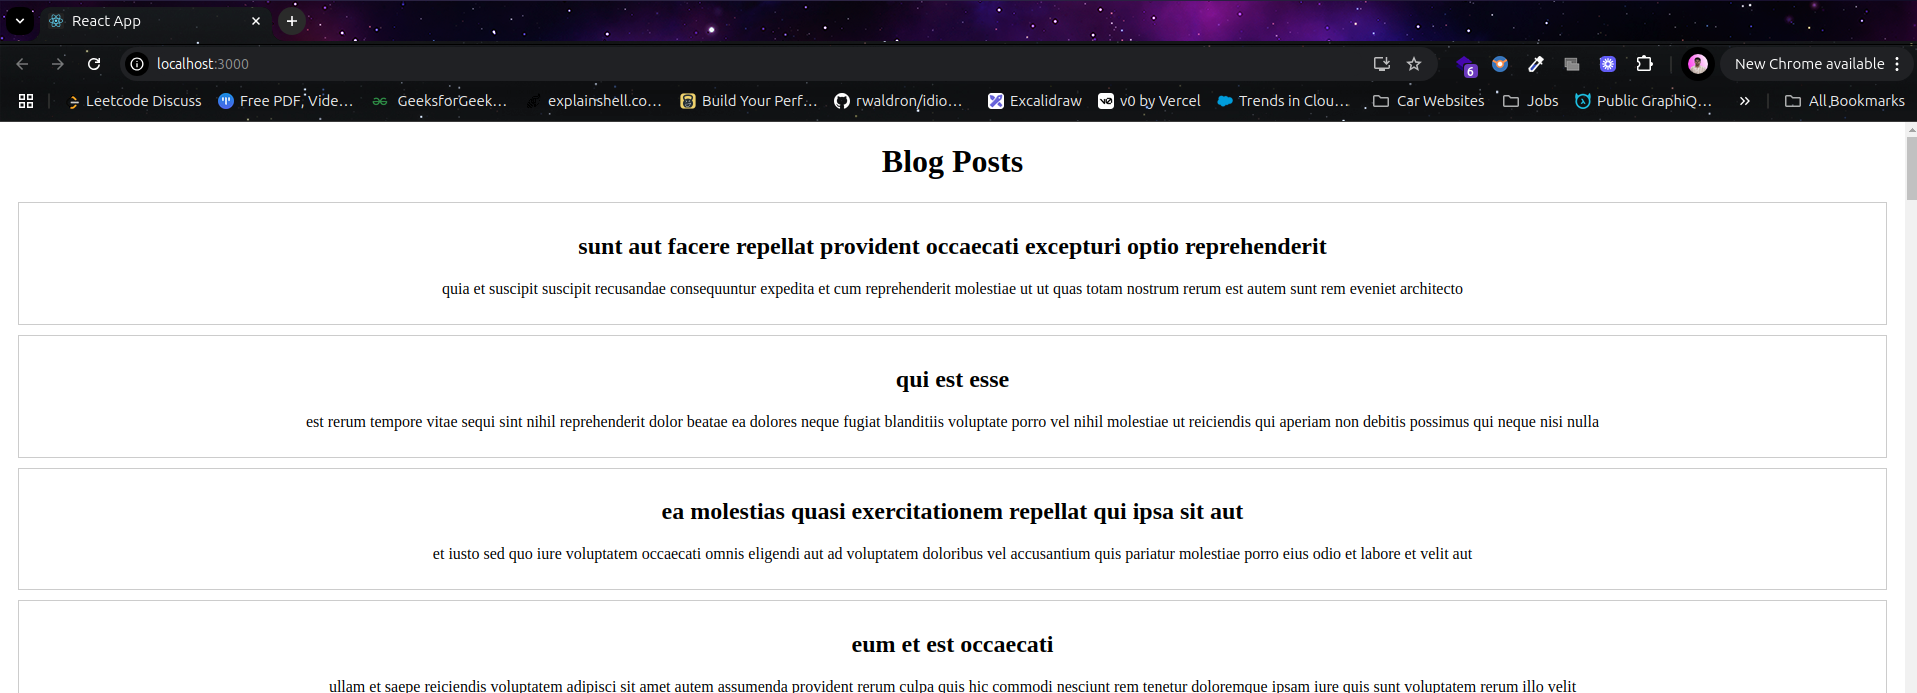 React App
localhost:3000
6
New Chrome available
Leetcode Discuss
Free PDF, Vide...
GeeksforGeek...
explainshell.co...
Build Your Perf...
rwaldron/idio...
Excalidraw
v0 by Vercel
Trends in Clou...
Car Websites
Jobs
Public GraphiQ...
All Bookmarks
Blog Posts
sunt aut facere repellat provident occaecati excepturi optio reprehenderit
quia et suscipit suscipit recusandae consequuntur expedita et cum reprehenderit molestiae ut ut quas totam nostrum rerum est autem sunt rem eveniet architecto
qui est esse
est rerum tempore vitae sequi sint nihil reprehenderit dolor beatae ea dolores neque fugiat blanditiis voluptate porro vel nihil molestiae ut reiciendis qui aperiam non debitis possimus qui neque nisi nulla
ea molestias quasi exercitationem repellat qui ipsa sit aut
et iusto sed quo iure voluptatem occaecati omnis eligendi aut ad voluptatem doloribus vel accusantium quis pariatur molestiae porro eius odio et labore et velit aut
eum et est occaecati
ullam et saepe reiciendis voluptatem adipisci sit amet autem assumenda provident rerum culpa quis hic commodi nesciunt rem tenetur doloremque ipsam iure quis sunt voluptatem rerum illo velit